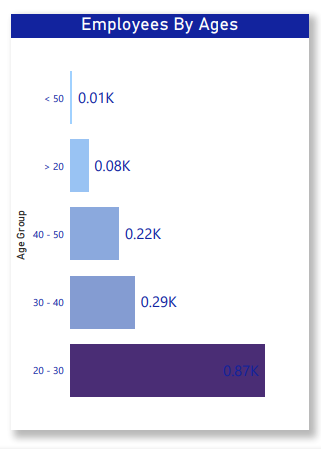 Employees By Ages
< 50
0.01K
> 20
0.08K
40 - 50
0.22K
30 - 40
0.29K
20 - 30
0.87K
Age Group